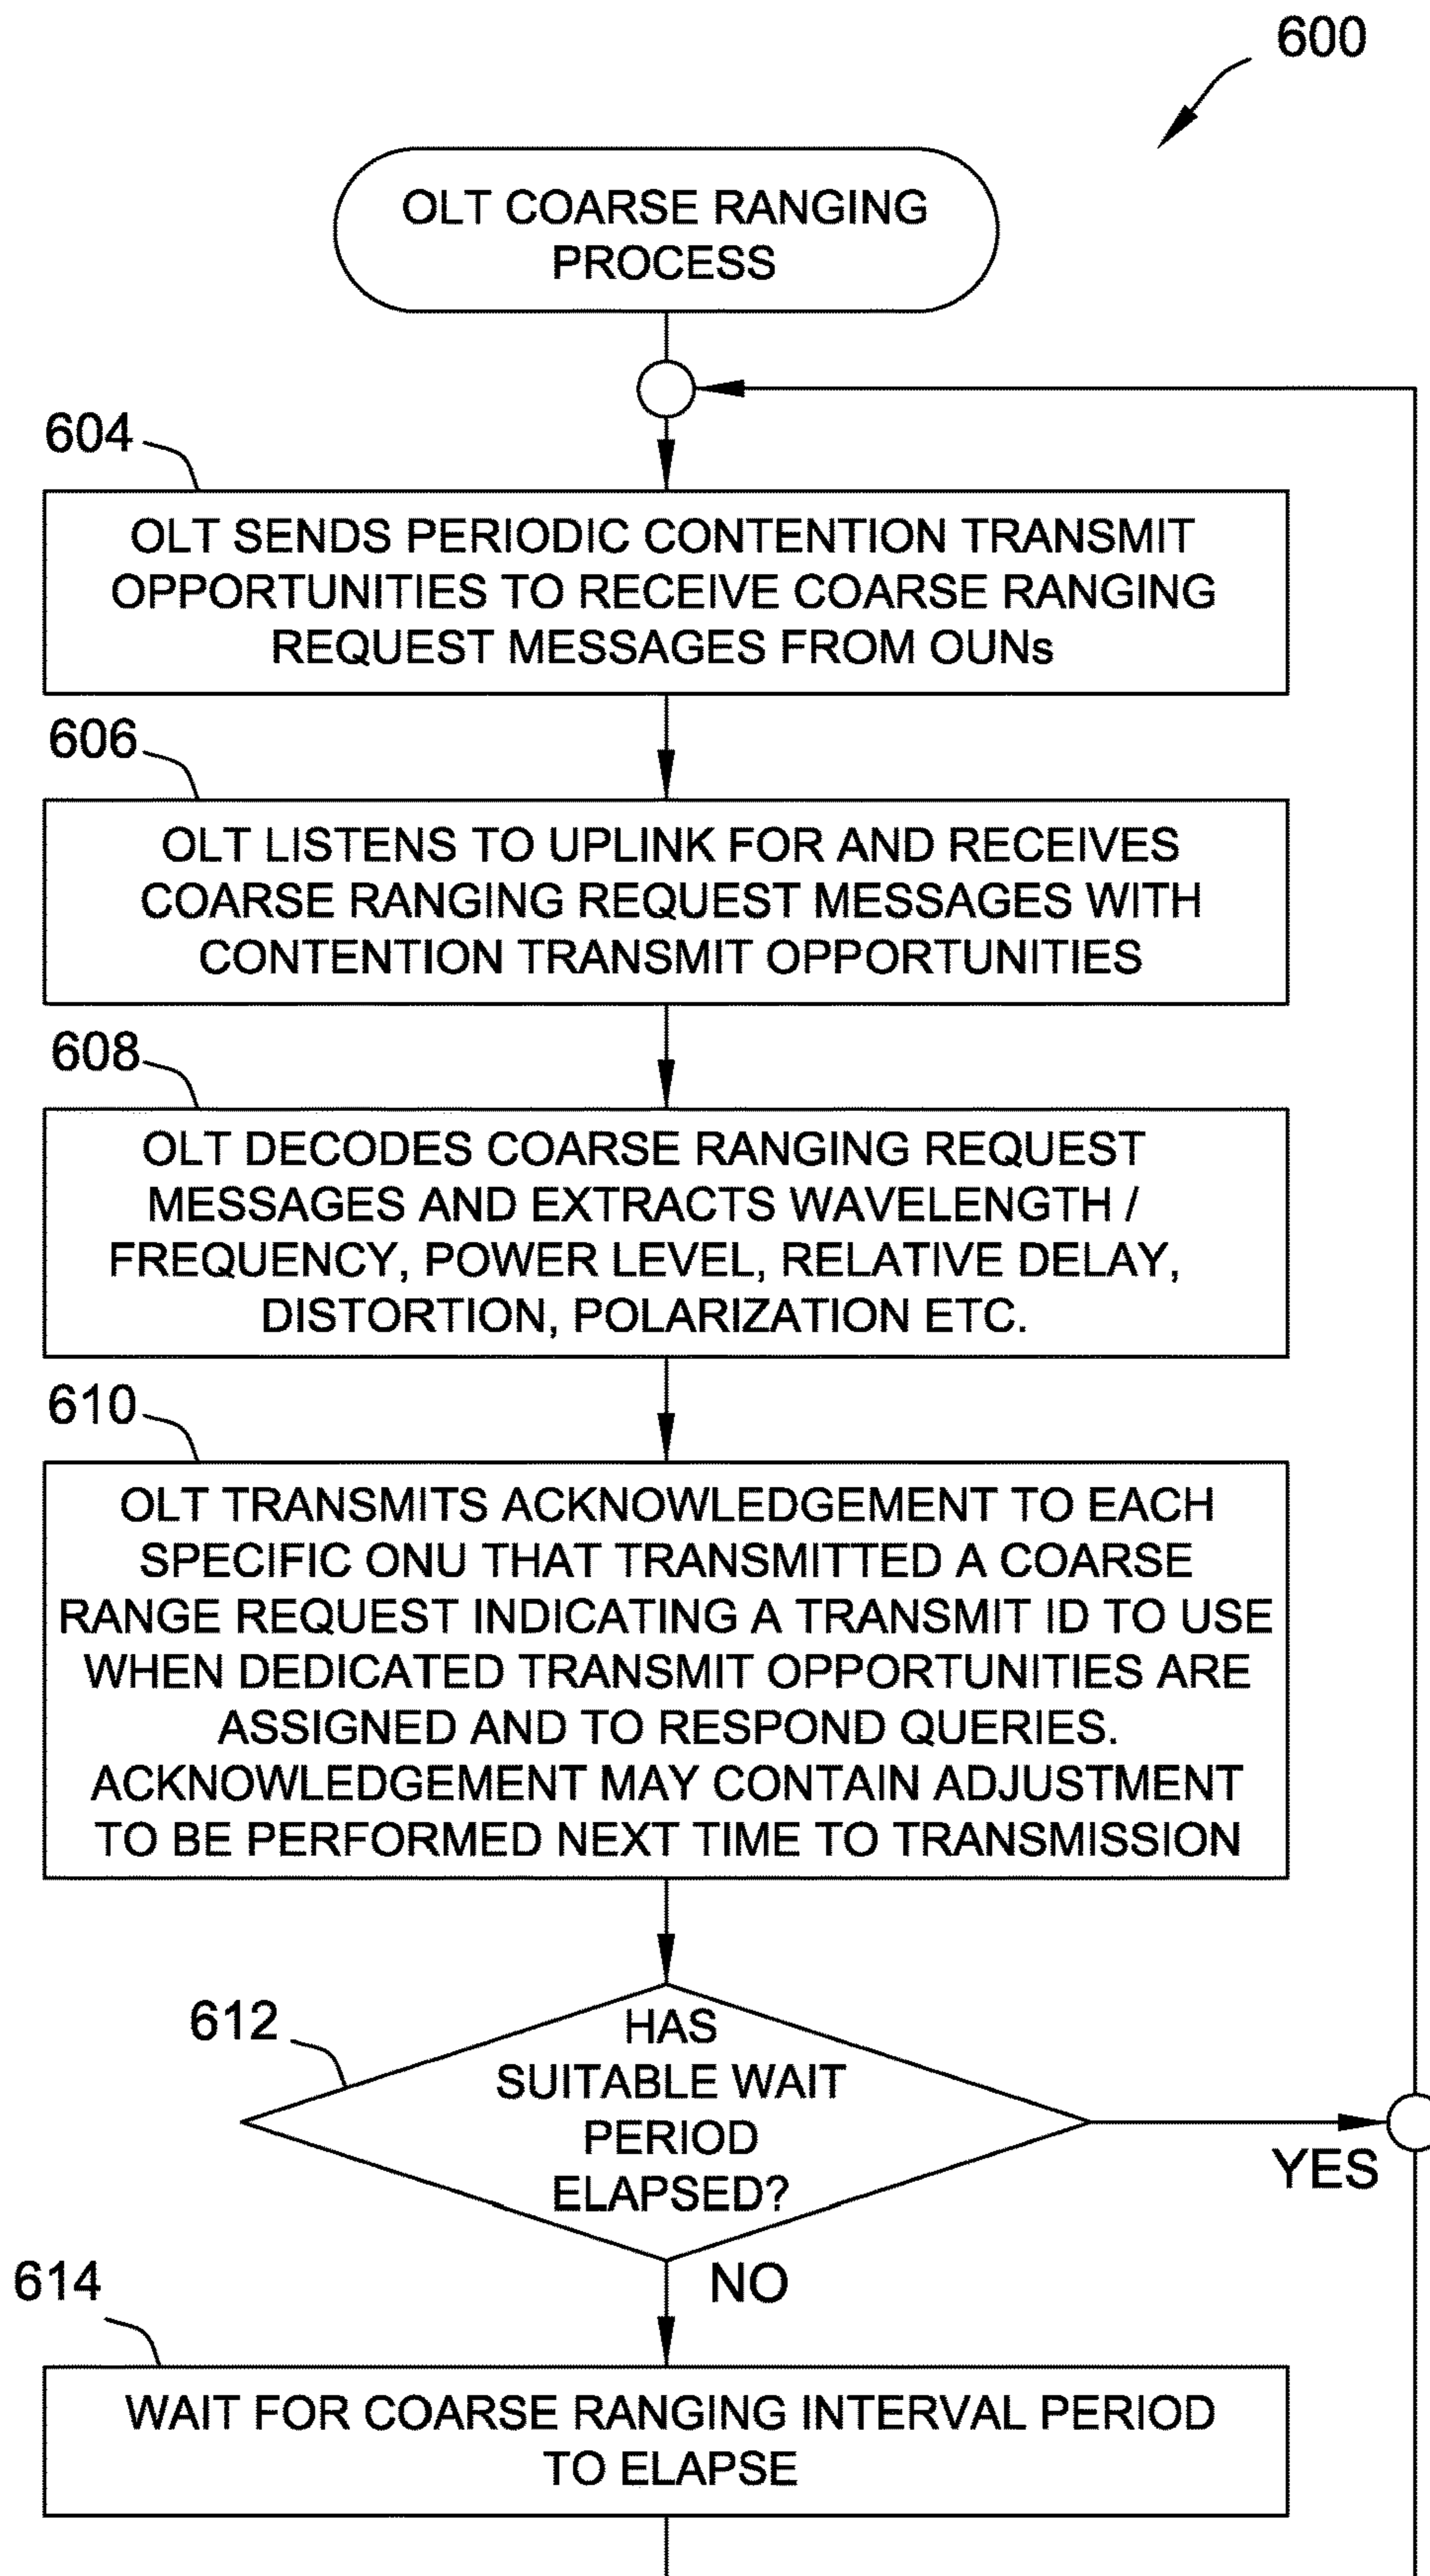 600
OLT COARSE RANGING
PROCESS
604
OLT SENDS PERIODIC CONTENTION TRANSMIT
OPPORTUNITIES TO RECEIVE COARSE RANGING
REQUEST MESSAGES FROM OUNs
606
OLT LISTENS TO UPLINK FOR AND RECEIVES
COARSE RANGING REQUEST MESSAGES WITH
CONTENTION TRANSMIT OPPORTUNITIES
608
OLT DECODES COARSE RANGING REQUEST
MESSAGES AND EXTRACTS WAVELENGTH /
FREQUENCY, POWER LEVEL, RELATIVE DELAY,
DISTORTION, POLARIZATION ETC.
610
OLT TRANSMITS ACKNOWLEDGEMENT TO EACH
SPECIFIC ONU THAT TRANSMITTED A COARSE
RANGE REQUEST INDICATING A TRANSMIT ID TO USE
WHEN DEDICATED TRANSMIT OPPORTUNITIES ARE
ASSIGNED AND TO RESPOND QUERIES.
ACKNOWLEDGEMENT MAY CONTAIN ADJUSTMENT
TO BE PERFORMED NEXT TIME TO TRANSMISSION
612
HAS
SUITABLE WAIT
PERIOD
ELAPSED?
YES
NO
614
WAIT FOR COARSE RANGING INTERVAL PERIOD
TO ELAPSE